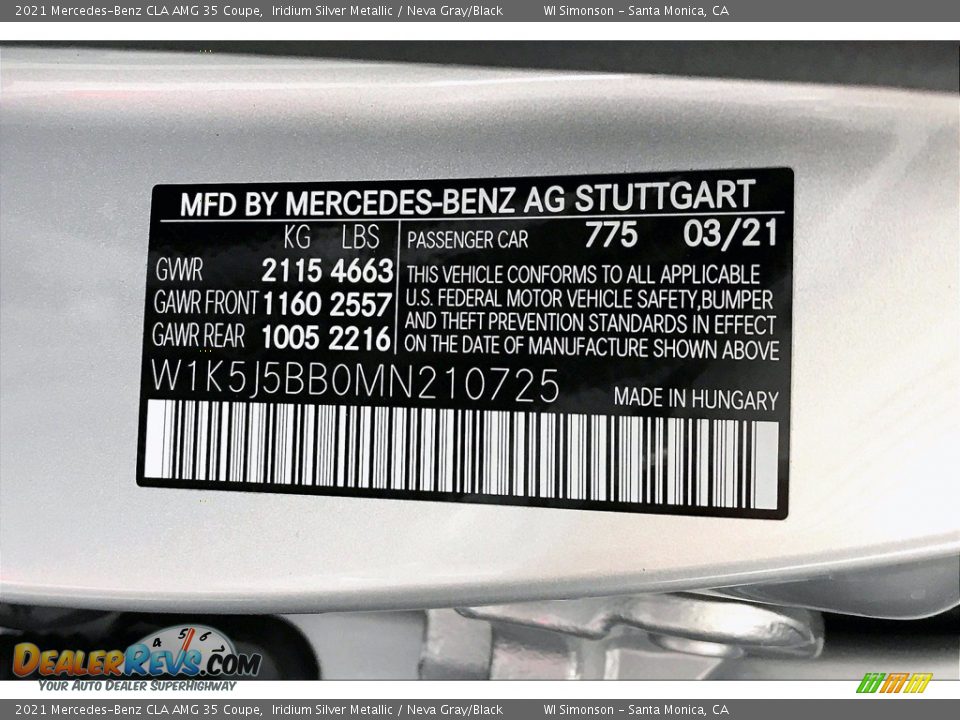 2021 Mercedes-Benz CLA AMG 35 Coupe, Iridium Silver Metallic / Neva Gray/Black WI Simonson - Santa Monica, CA
MFD BY MERCEDES-BENZ AG STUTTGART
KG LBS
GVWR 2115 4663
GAWR FRONT 1160 2557
GAWR REAR 1005 2216
PASSENGER CAR 775 03/21
THIS VEHICLE CONFORMS TO ALL APPLICABLE
U.S. FEDERAL MOTOR VEHICLE SAFETY,BUMPER
AND THEFT PREVENTION STANDARDS IN EFFECT
ON THE DATE OF MANUFACTURE SHOWN ABOVE
W1K5J5BB0MN210725
MADE IN HUNGARY
4 5 6
DEALERREVS.COM
YOUR AUTO DEALER SUPERHIGHWAY
2021 Mercedes-Benz CLA AMG 35 Coupe, Iridium Silver Metallic / Neva Gray/Black WI Simonson - Santa Monica, CA